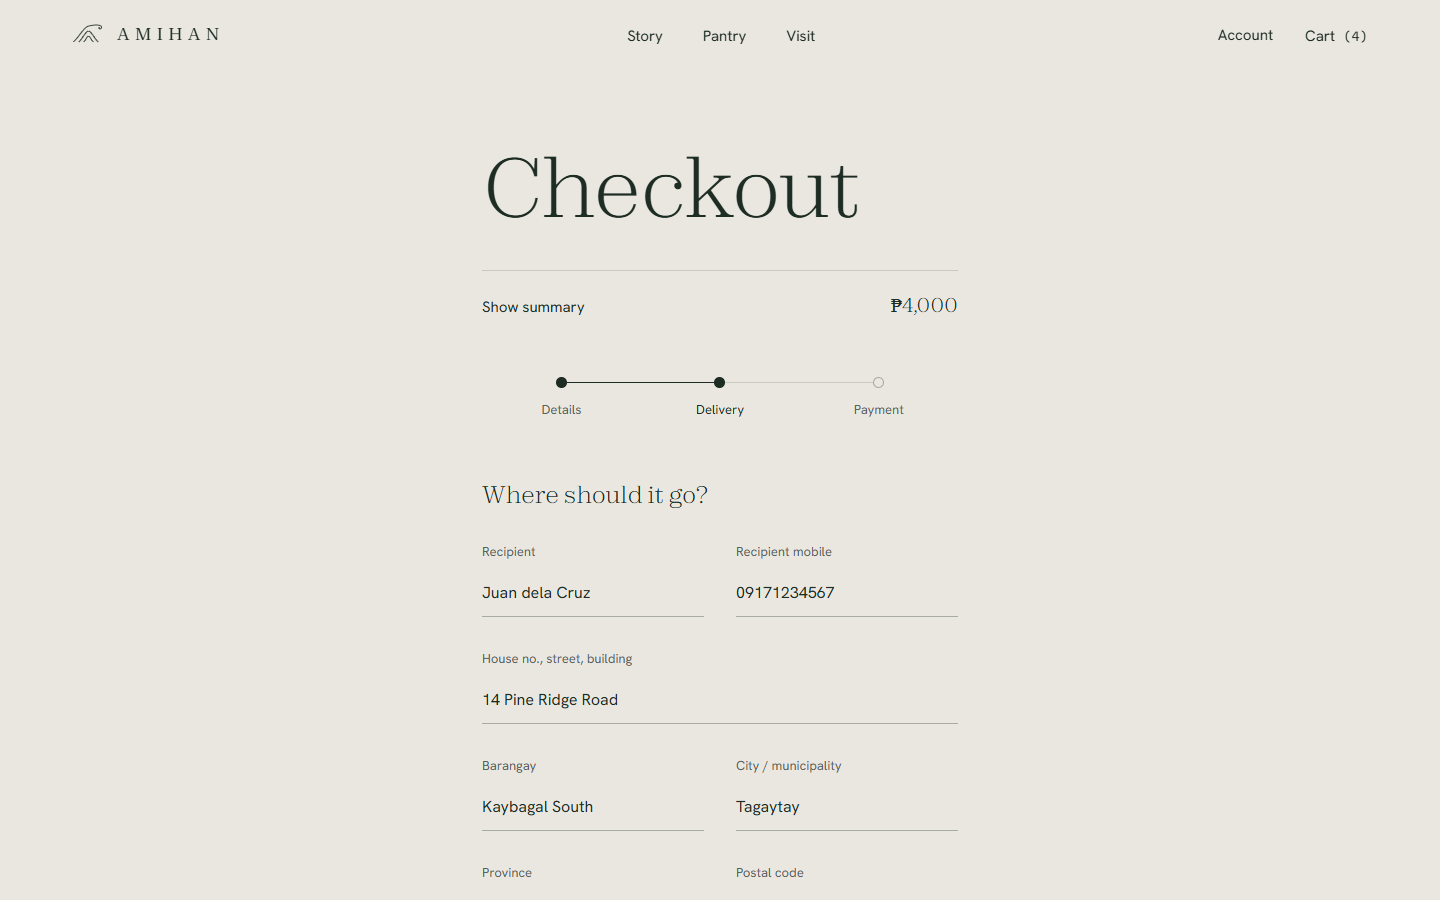 AMIHAN
Story Pantry Visit
Account Cart (4)
Checkout
Show summary ₱4,000
Details Delivery Payment
Where should it go?
Recipient Recipient mobile
Juan dela Cruz 09171234567
House no., street, building
14 Pine Ridge Road
Barangay City / municipality
Kaybagal South Tagaytay
Province Postal code